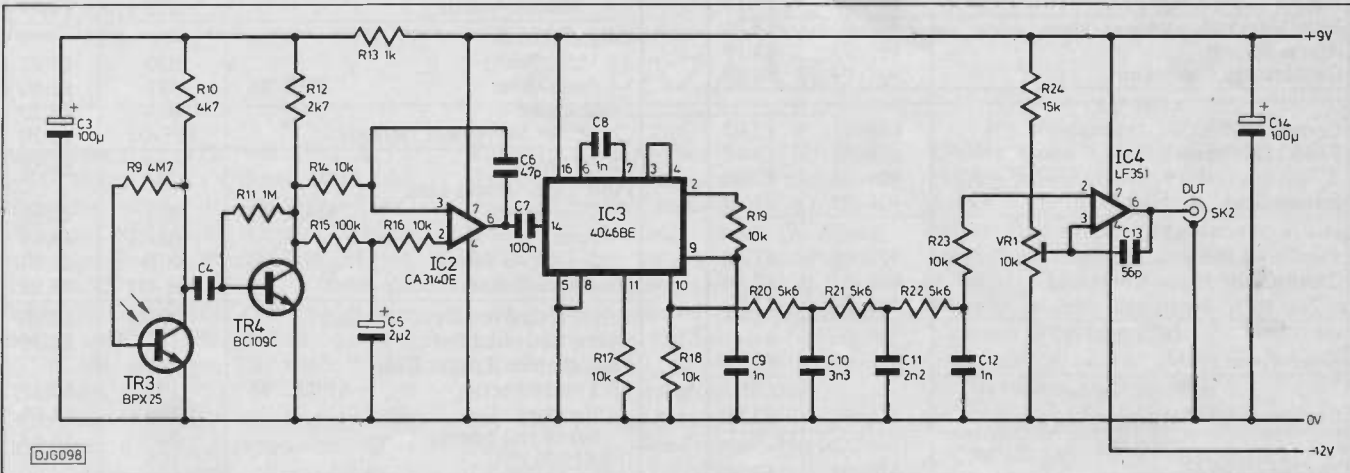 +9V
R13 1k
R10
4k7
R12
2k7
R24
15k
+
C3
100µ
+
C14
100µ
C8
1n
IC4
LF351
R9 4M7
R14 10k
C6
47p
16 6 7 3 4
2
7
2
6
3
4
OUT
SK2
R11 1M
3
7
6
2
4
C7
100n
14
IC3
4046BE
R19
10k
9
R15 100k
R16 10k
IC2
CA3140E
R23
10k
VR1
10k
C13
56p
C4
5 8 11 10
R20 5k6
R21 5k6
R22 5k6
TR4
BC109C
+
C5
2µ2
TR3
BPX25
R17
10k
R18
10k
C9
1n
C10
3n3
C11
2n2
C12
1n
0V
-12V
DJG098